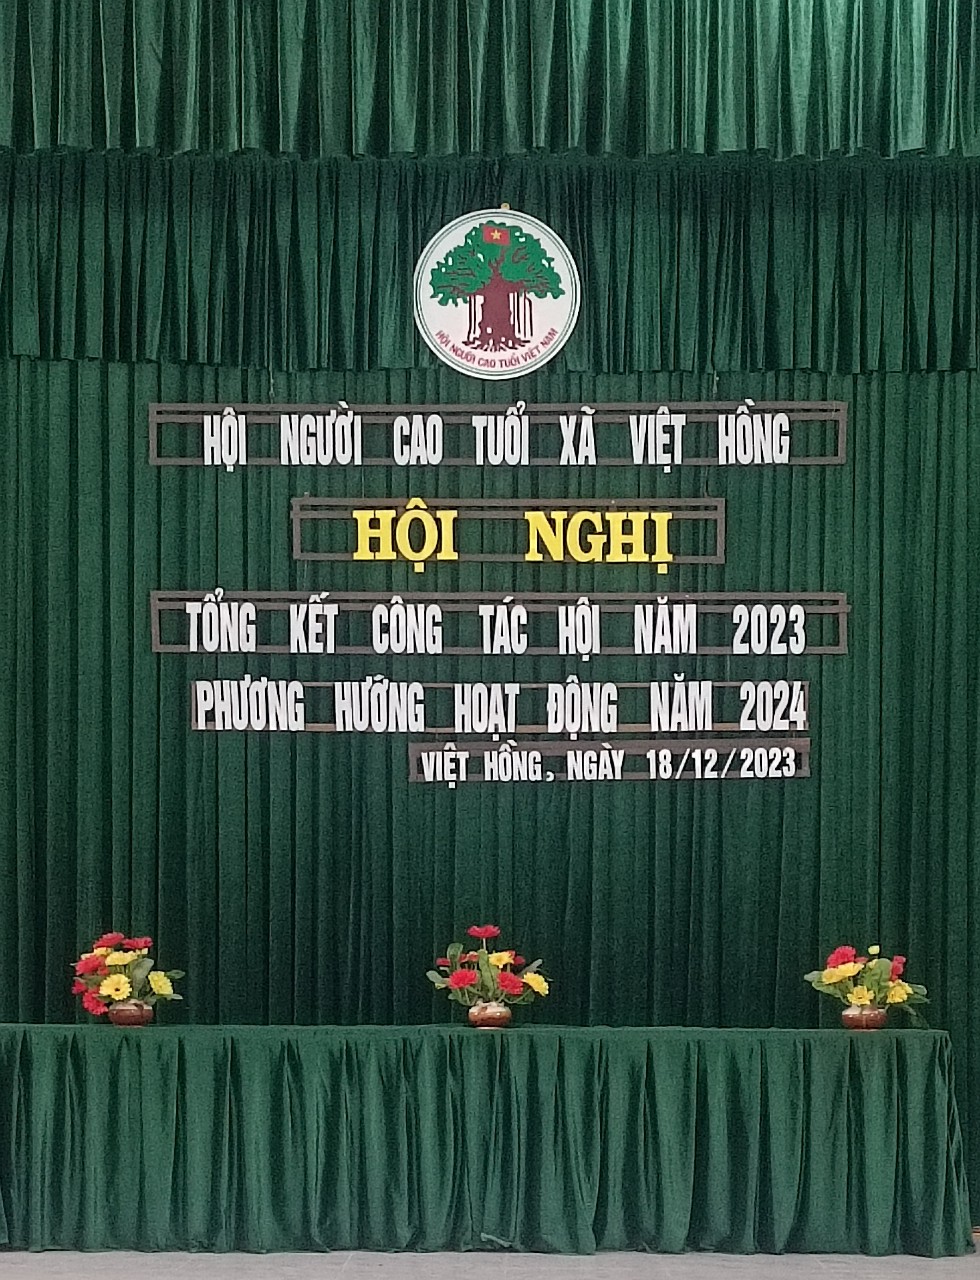 HỘI NGƯỜI CAO TUỔI VIỆT NAM
HỘI NGƯỜI CAO TUỔI XÃ VIỆT HỒNG
HỘI NGHỊ
TỔNG KẾT CÔNG TÁC HỘI NĂM 2023
PHƯƠNG HƯỚNG HOẠT ĐỘNG NĂM 2024
VIỆT HỒNG, NGÀY 18/12/2023